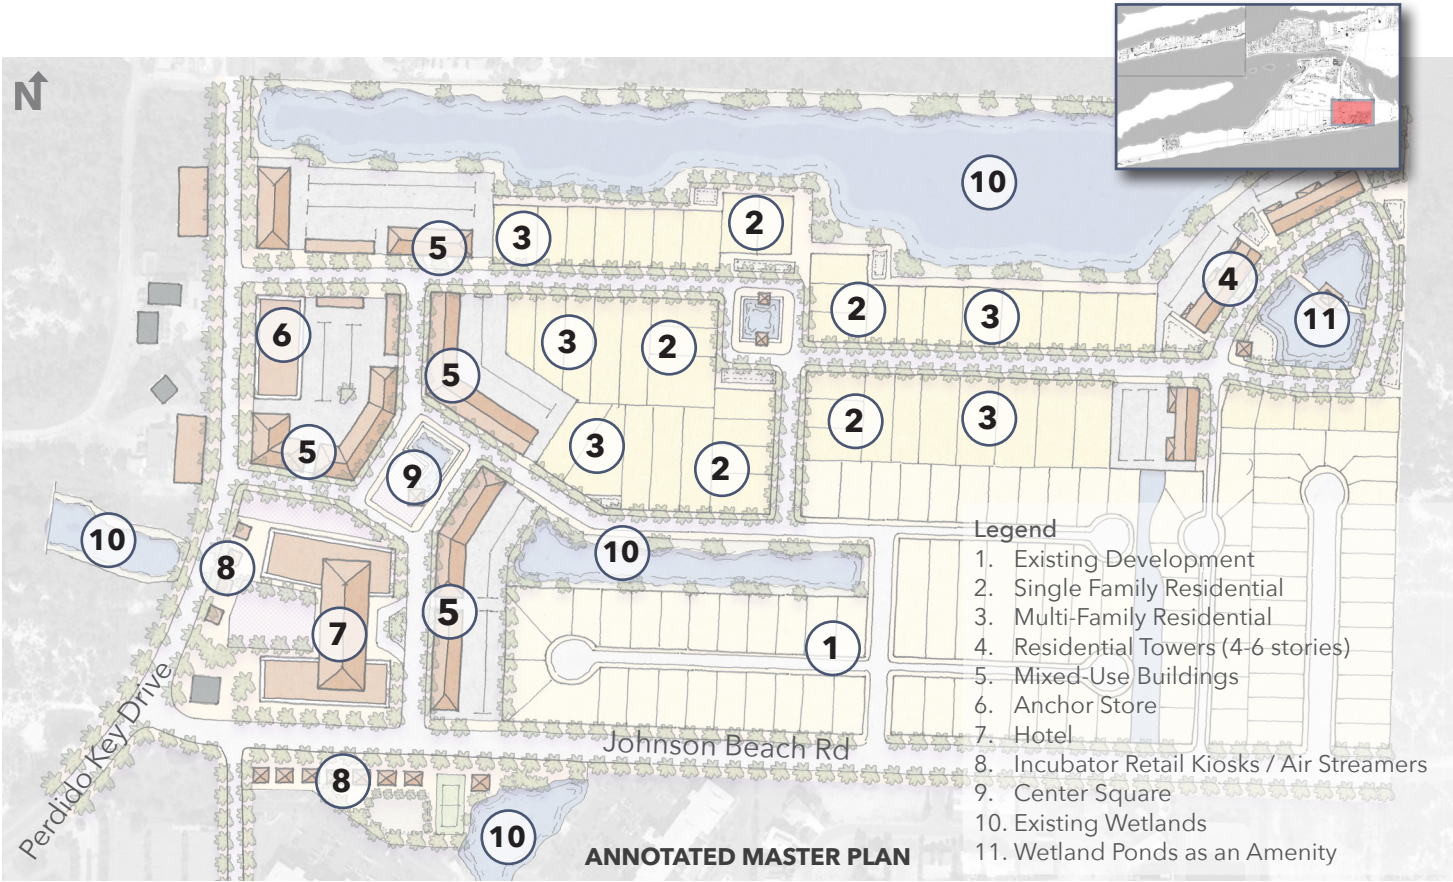 N
10
2
3
5
4
2
11
3
6
3
2
5
2
3
3
5
2
9
10
10
8
5
7
1
Legend
1. Existing Development
2. Single Family Residential
3. Multi-Family Residential
4. Residential Towers (4-6 stories)
5. Mixed-Use Buildings
6. Anchor Store
7. Hotel
8. Incubator Retail Kiosks / Air Streamers
9. Center Square
10. Existing Wetlands
11. Wetland Ponds as an Amenity
Perdido Key Drive
Johnson Beach Rd
8
10
ANNOTATED MASTER PLAN